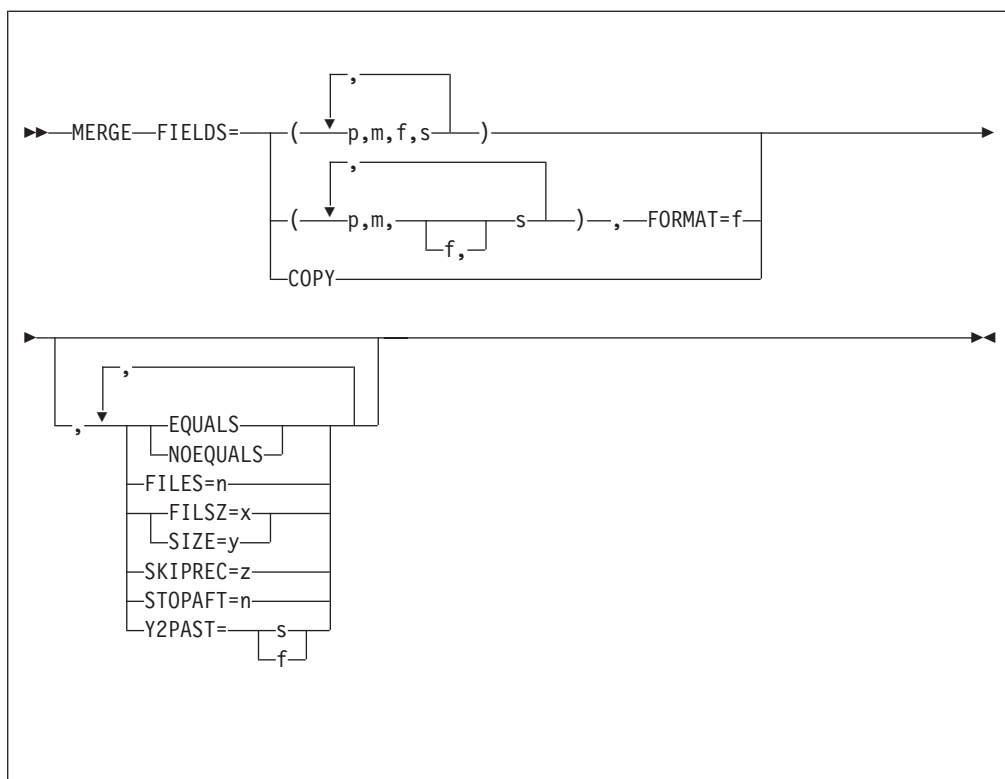 ,
MERGE FIELDS= ( p,m,f,s )
,
( p,m, s ) , FORMAT=f
f,
COPY
,
, EQUALS
NOEQUALS
FILES=n
FILSZ=x
SIZE=y
SKIPREC=z
STOPAFT=n
Y2PAST= s
f